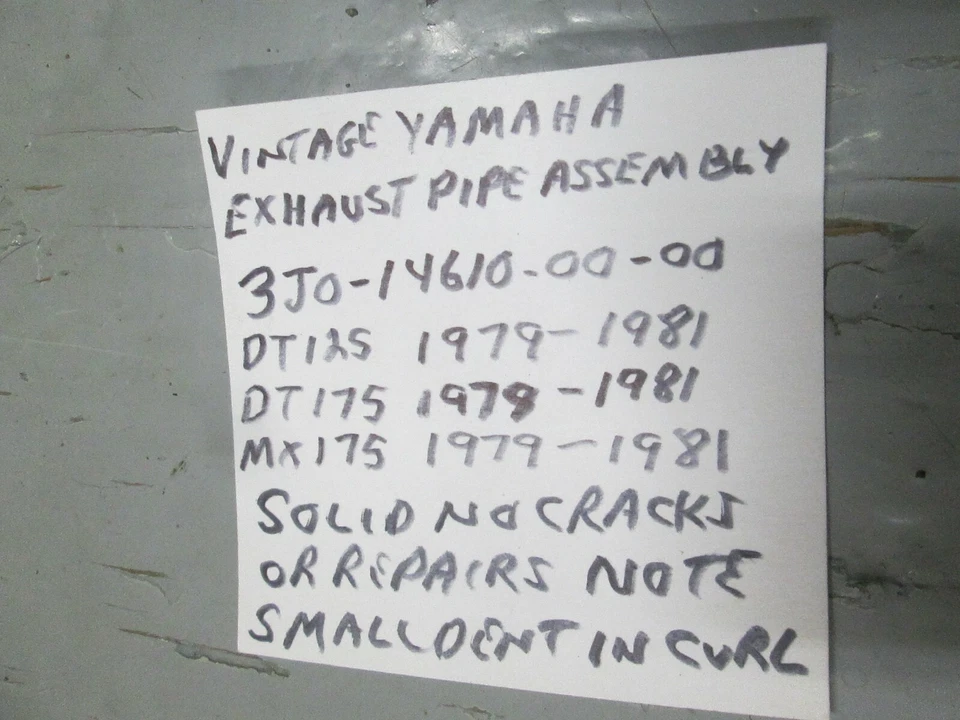 VINTAGE YAMAHA
EXHAUST PIPE ASSEMBLY
3J0-14610-00-00
DT125 1979-1981
DT175 1979-1981
MX175 1979-1981
SOLID NO CRACKS
OR REPAIRS NOTE
SMALL DENT IN CURL